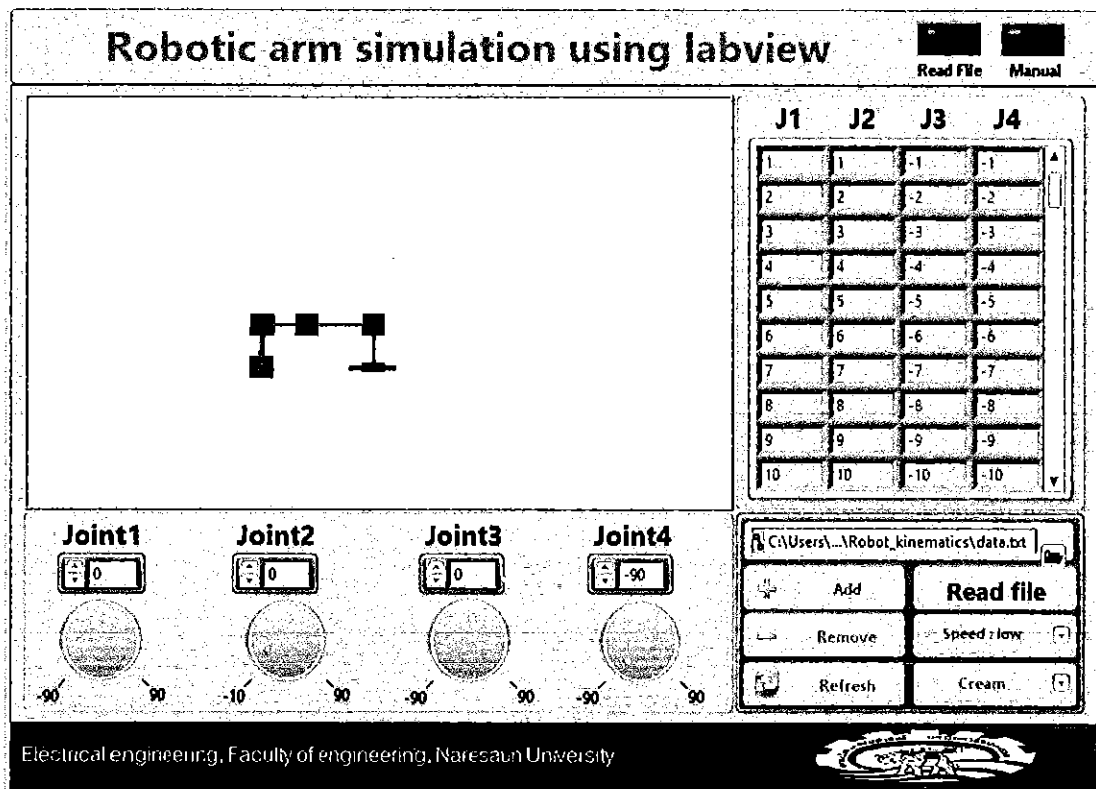 Robotic arm simulation using labview
Read File Manual
J1 J2 J3 J4
1 1 -1 -1
2 2 -2 -2
3 3 -3 -3
4 4 -4 -4
5 5 -5 -5
6 6 -6 -6
7 7 -7 -7
8 8 -8 -8
9 9 -9 -9
10 10 -10 -10
Joint1 Joint2 Joint3 Joint4
0 0 0 -90
-90 90 -10 90 -90 90 -90 90
C:\Users\...\Robot_kinematics\data.txt
Add Read file
Remove Speed : low
Refresh Cream
Electrical engineering, Faculty of engineering, Naresaun University